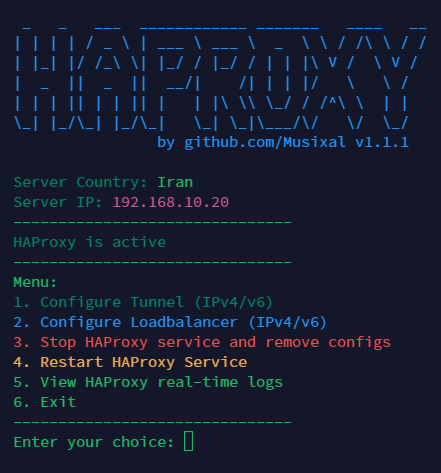 HAPROXY
by github.com/Musixal v1.1.1
Server Country: Iran
Server IP: 192.168.10.20
-------------------------------
HAProxy is active
-------------------------------
Menu:
1. Configure Tunnel (IPv4/v6)
2. Configure Loadbalancer (IPv4/v6)
3. Stop HAProxy service and remove configs
4. Restart HAProxy Service
5. View HAProxy real-time logs
6. Exit
-------------------------------
Enter your choice: